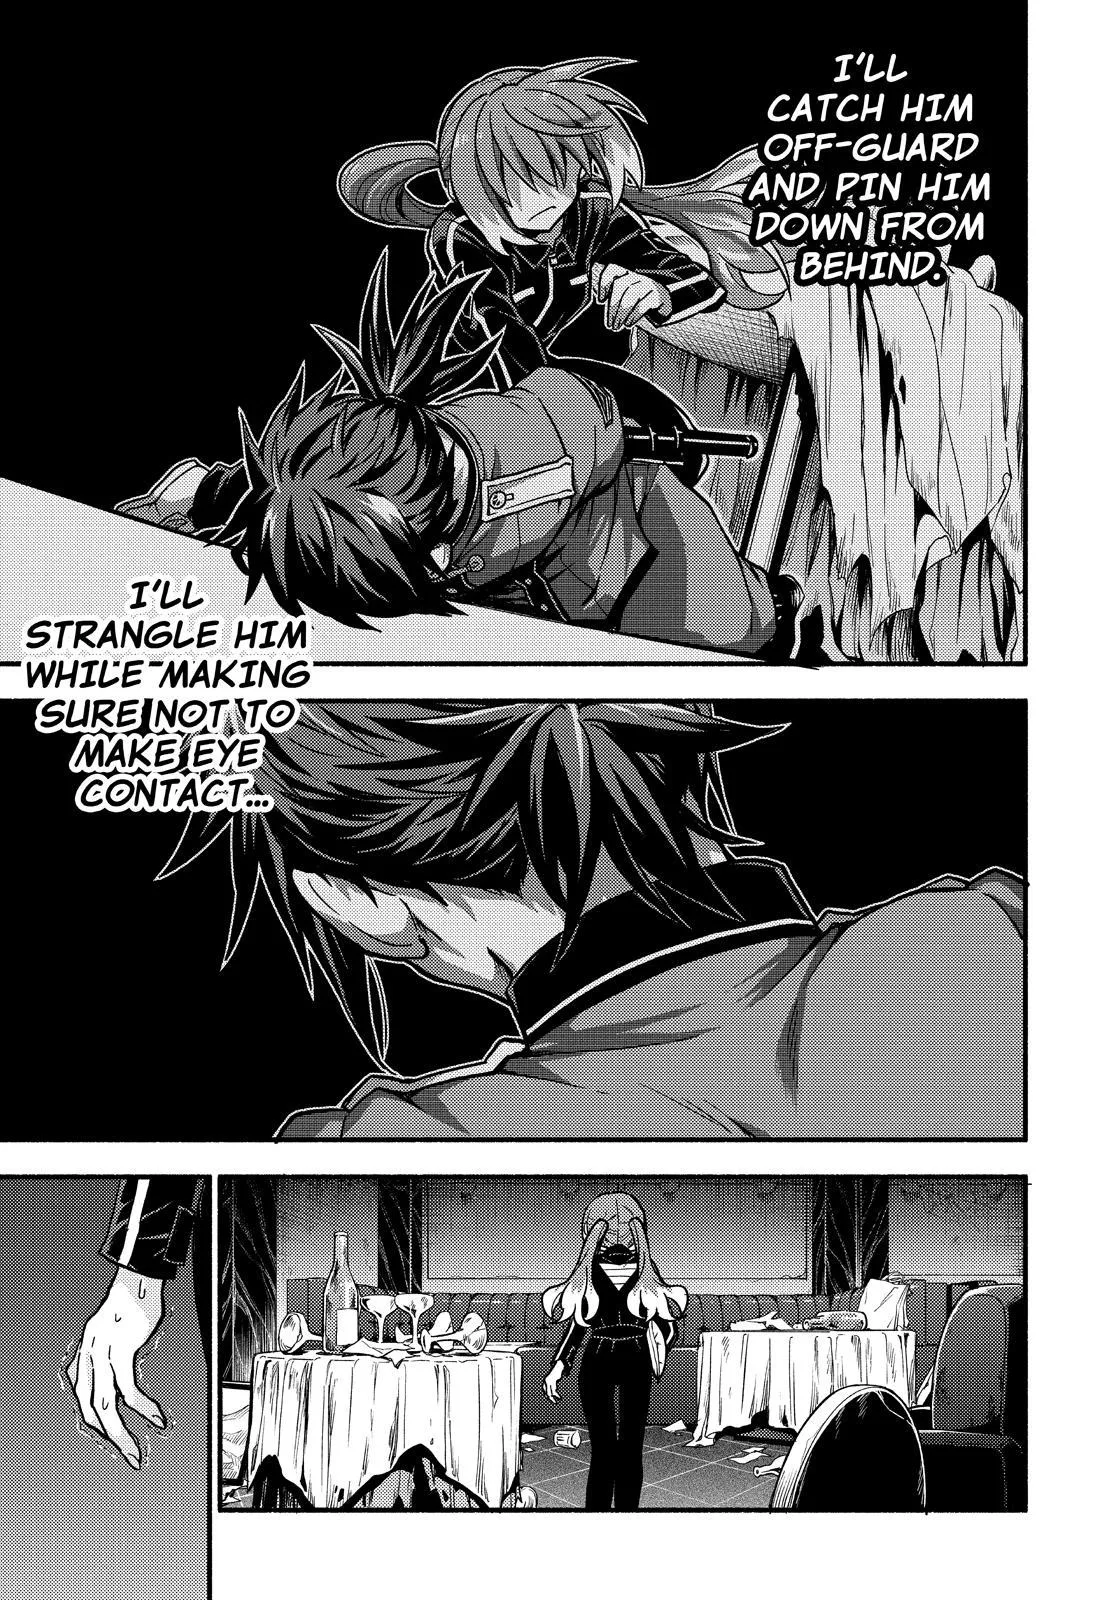 I'LL
CATCH HIM
OFF-GUARD
AND PIN HIM
DOWN FROM
BEHIND.
I'LL
STRANGLE HIM
WHILE MAKING
SURE NOT TO
MAKE EYE
CONTACT...